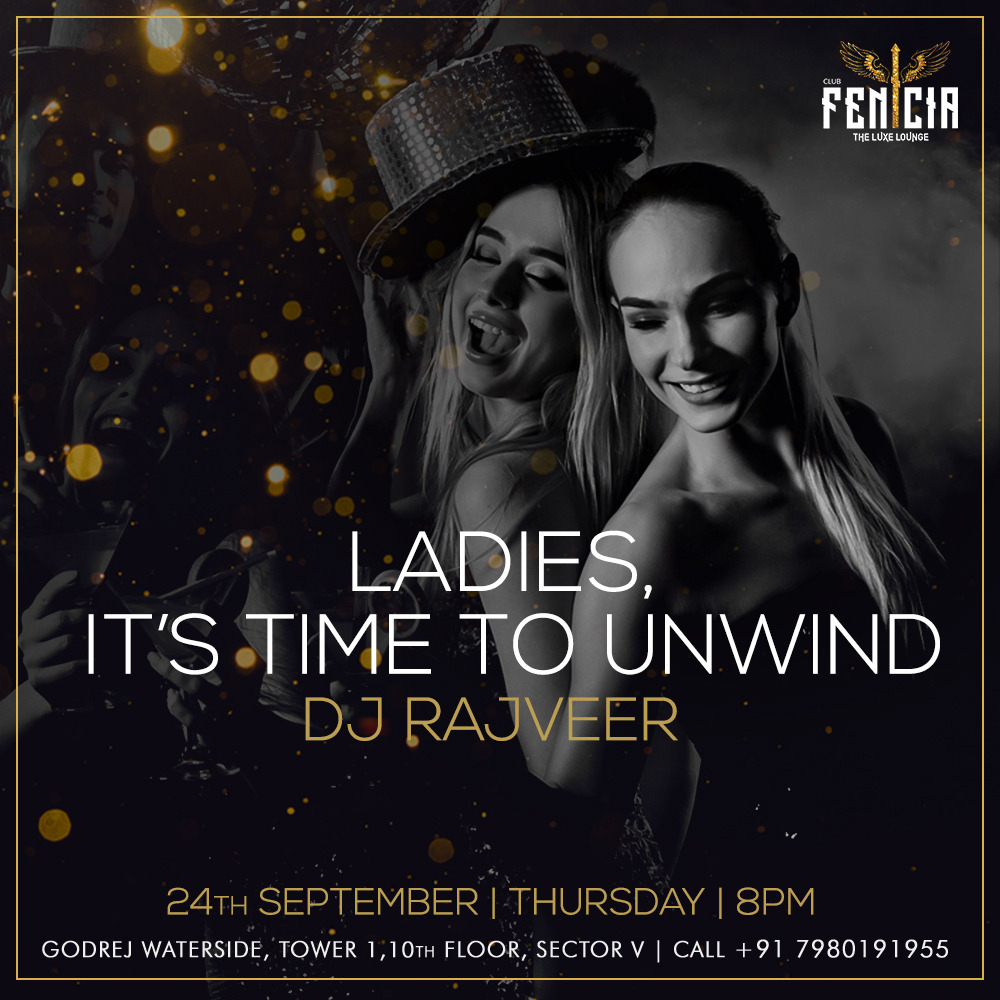 CLUB
FENICIA
THE LUXE LOUNGE
LADIES,
IT'S TIME TO UNWIND
DJ RAJVEER
24TH SEPTEMBER | THURSDAY | 8PM
GODREJ WATERSIDE, TOWER 1,10TH FLOOR, SECTOR V | CALL +91 7980191955